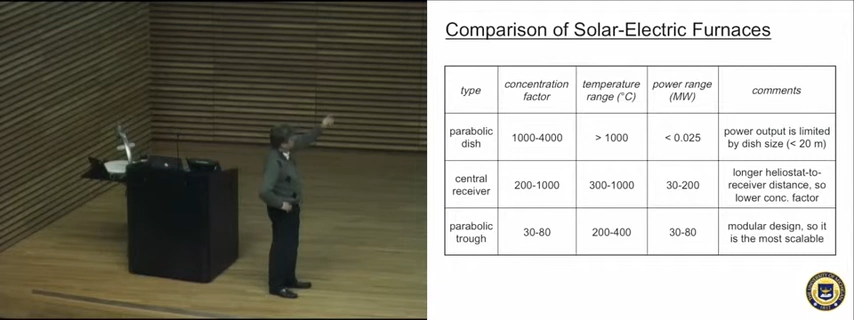 Comparison of Solar-Electric Furnaces
type
concentration
factor
temperature
range (°C)
power range
(MW)
comments
parabolic
dish
1000-4000
> 1000
< 0.025
power output is limited
by dish size (< 20 m)
central
receiver
200-1000
300-1000
30-200
longer heliostat-to-
receiver distance, so
lower conc. factor
parabolic
trough
30-80
200-400
30-80
modular design, so it
is the most scalable